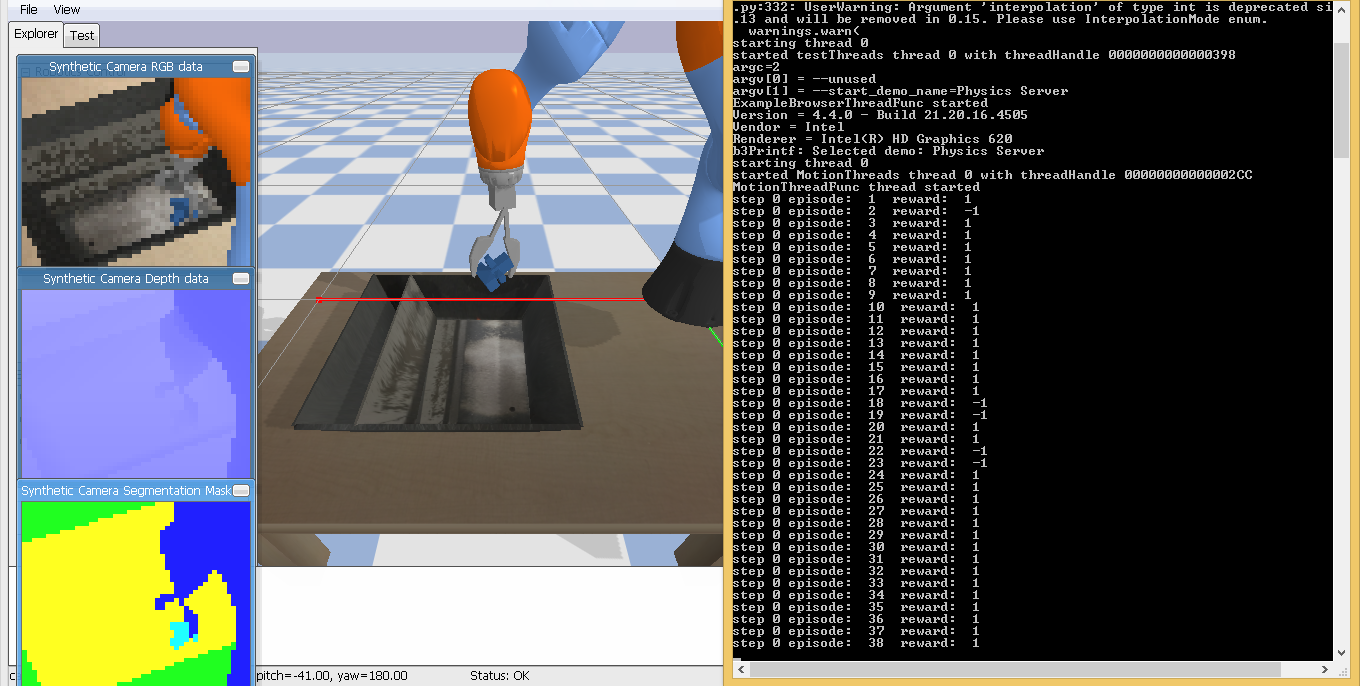 File View
Explorer Test
Synthetic Camera RGB data
Synthetic Camera Depth data
Synthetic Camera Segmentation Mask
pitch=-41.00, yaw=180.00 Status: OK
.py:332: UserWarning: Argument 'interpolation' of type int is deprecated si
.13 and will be removed in 0.15. Please use InterpolationMode enum.
warnings.warn(
starting thread 0
started testThreads thread 0 with threadHandle 0000000000000398
argc=2
argv[0] = --unused
argv[1] = --start_demo_name=Physics Server
ExampleBrowserThreadFunc started
Version = 4.4.0 - Build 21.20.16.4505
Vendor = Intel
Renderer = Intel(R) HD Graphics 620
b3Printf: Selected demo: Physics Server
starting thread 0
started MotionThreads thread 0 with threadHandle 00000000000002CC
MotionThreadFunc thread started
step 0 episode: 1 reward: 1
step 0 episode: 2 reward: -1
step 0 episode: 3 reward: 1
step 0 episode: 4 reward: 1
step 0 episode: 5 reward: 1
step 0 episode: 6 reward: 1
step 0 episode: 7 reward: 1
step 0 episode: 8 reward: 1
step 0 episode: 9 reward: 1
step 0 episode: 10 reward: 1
step 0 episode: 11 reward: 1
step 0 episode: 12 reward: 1
step 0 episode: 13 reward: 1
step 0 episode: 14 reward: 1
step 0 episode: 15 reward: 1
step 0 episode: 16 reward: 1
step 0 episode: 17 reward: 1
step 0 episode: 18 reward: -1
step 0 episode: 19 reward: -1
step 0 episode: 20 reward: 1
step 0 episode: 21 reward: 1
step 0 episode: 22 reward: -1
step 0 episode: 23 reward: -1
step 0 episode: 24 reward: 1
step 0 episode: 25 reward: 1
step 0 episode: 26 reward: 1
step 0 episode: 27 reward: 1
step 0 episode: 28 reward: 1
step 0 episode: 29 reward: 1
step 0 episode: 30 reward: 1
step 0 episode: 31 reward: 1
step 0 episode: 32 reward: 1
step 0 episode: 33 reward: 1
step 0 episode: 34 reward: 1
step 0 episode: 35 reward: 1
step 0 episode: 36 reward: 1
step 0 episode: 37 reward: 1
step 0 episode: 38 reward: 1